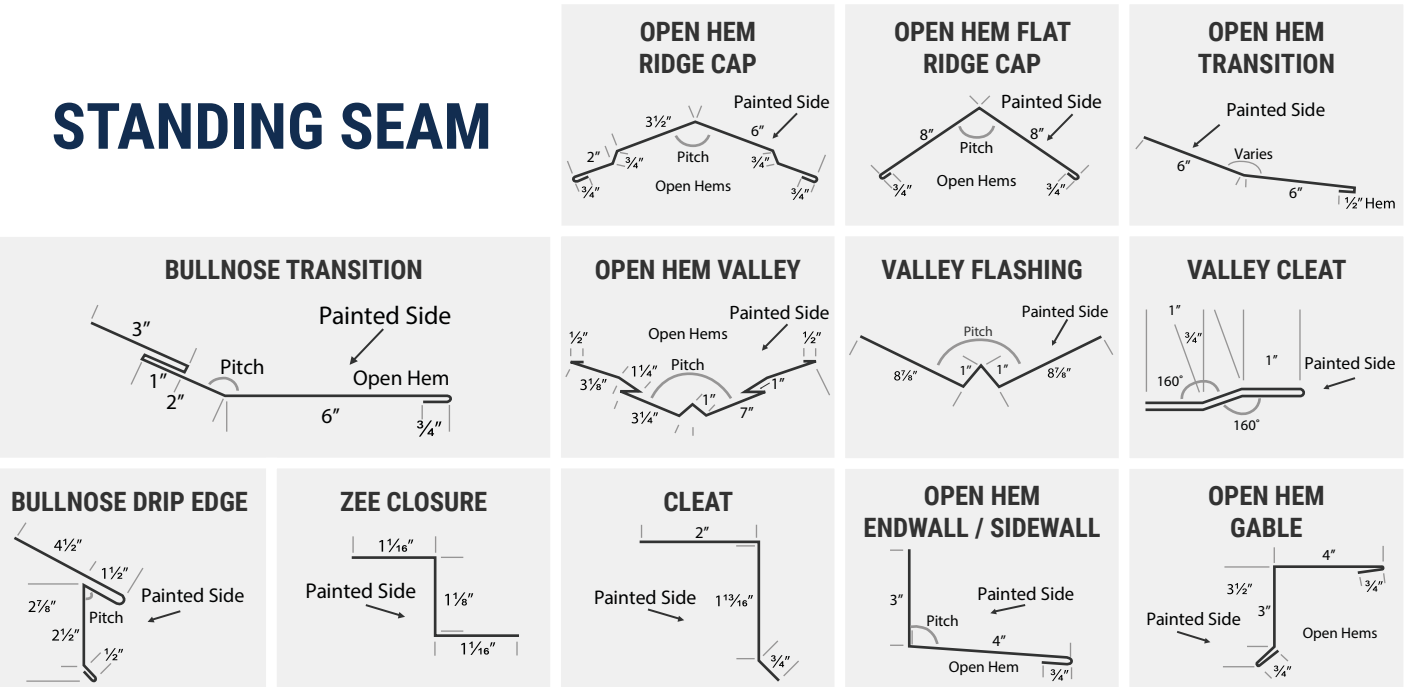 STANDING SEAM
OPEN HEM
RIDGE CAP
Painted Side
3½"
6"
2"
¾"
Pitch
¾"
¾"
Open Hems
¾"
OPEN HEM FLAT
RIDGE CAP
Painted Side
8"
8"
Pitch
¾"
Open Hems
¾"
OPEN HEM
TRANSITION
Painted Side
6"
Varies
6"
½" Hem
BULLNOSE TRANSITION
3"
Painted Side
Pitch
1"
Open Hem
2"
6"
¾"
OPEN HEM VALLEY
Painted Side
½"
Open Hems
½"
3⅛"
1¼"
Pitch
1"
1"
3¼"
7"
VALLEY FLASHING
Painted Side
Pitch
8⅞"
1"
1"
8⅞"
VALLEY CLEAT
1"
¾"
1"
Painted Side
160°
160°
BULLNOSE DRIP EDGE
4½"
1½"
Painted Side
2⅞"
Pitch
2½"
½"
ZEE CLOSURE
1¹⁄₁₆"
Painted Side
1⅛"
1¹⁄₁₆"
CLEAT
2"
Painted Side
1¹³⁄₁₆"
¾"
OPEN HEM
ENDWALL / SIDEWALL
3"
Painted Side
Pitch
4"
Open Hem
¾"
OPEN HEM
GABLE
4"
3½"
¾"
3"
Painted Side
Open Hems
¾"